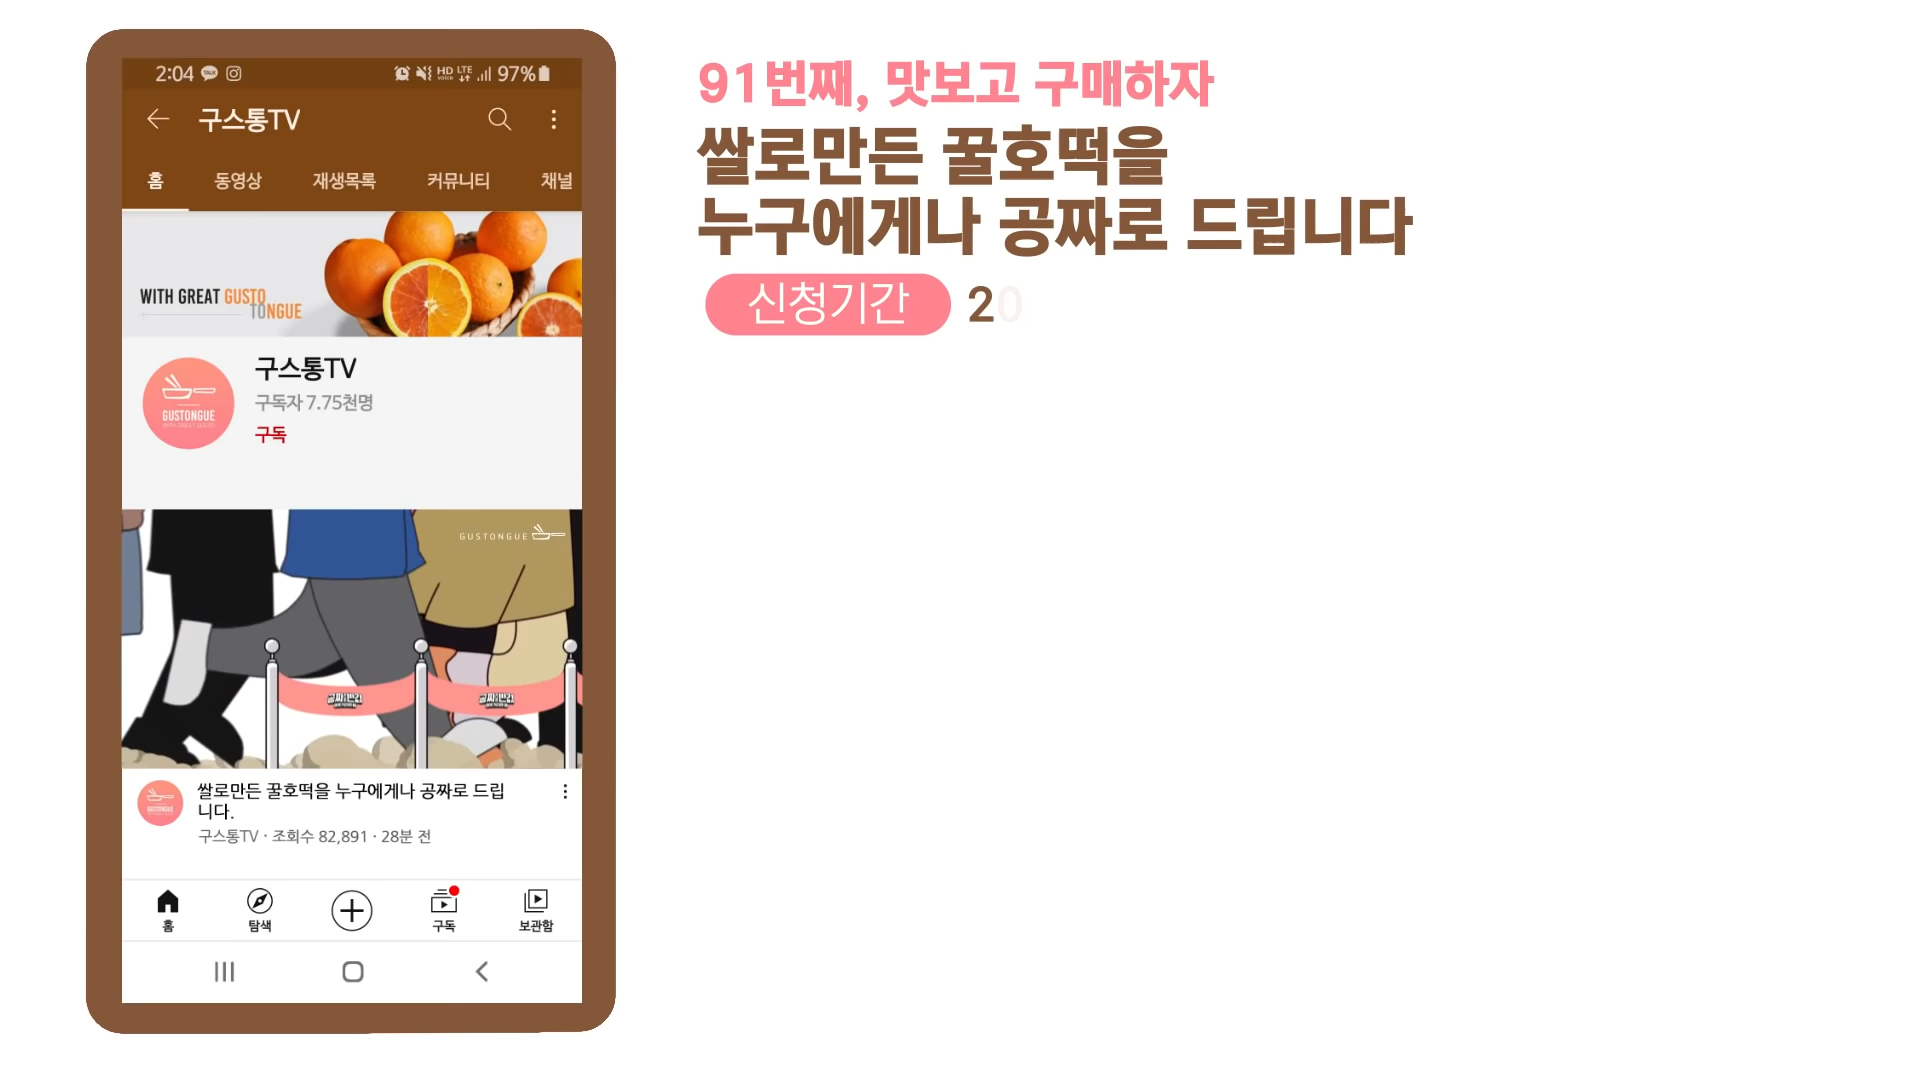 2:04
HD voice LTE
97%
구스통TV
홈 동영상 재생목록 커뮤니티 채널
WITH GREAT GUSTO
TONGUE
GUSTONGUE
구스통TV
구독자 7.75천명
구독
GUSTONGUE
쌀로만든 꿀호떡을 누구에게나 공짜로 드립
니다.
구스통TV · 조회수 82,891 · 28분 전
홈 탐색 구독 보관함
91번째, 맛보고 구매하자
쌀로만든 꿀호떡을
누구에게나 공짜로 드립니다
신청기간 20